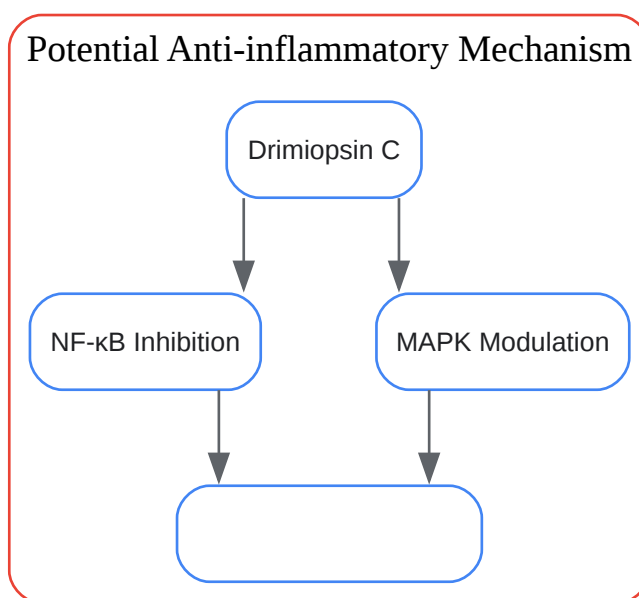 Potential Anti-inflammatory Mechanism
Drimiopsin C
NF-κB Inhibition
MAPK Modulation